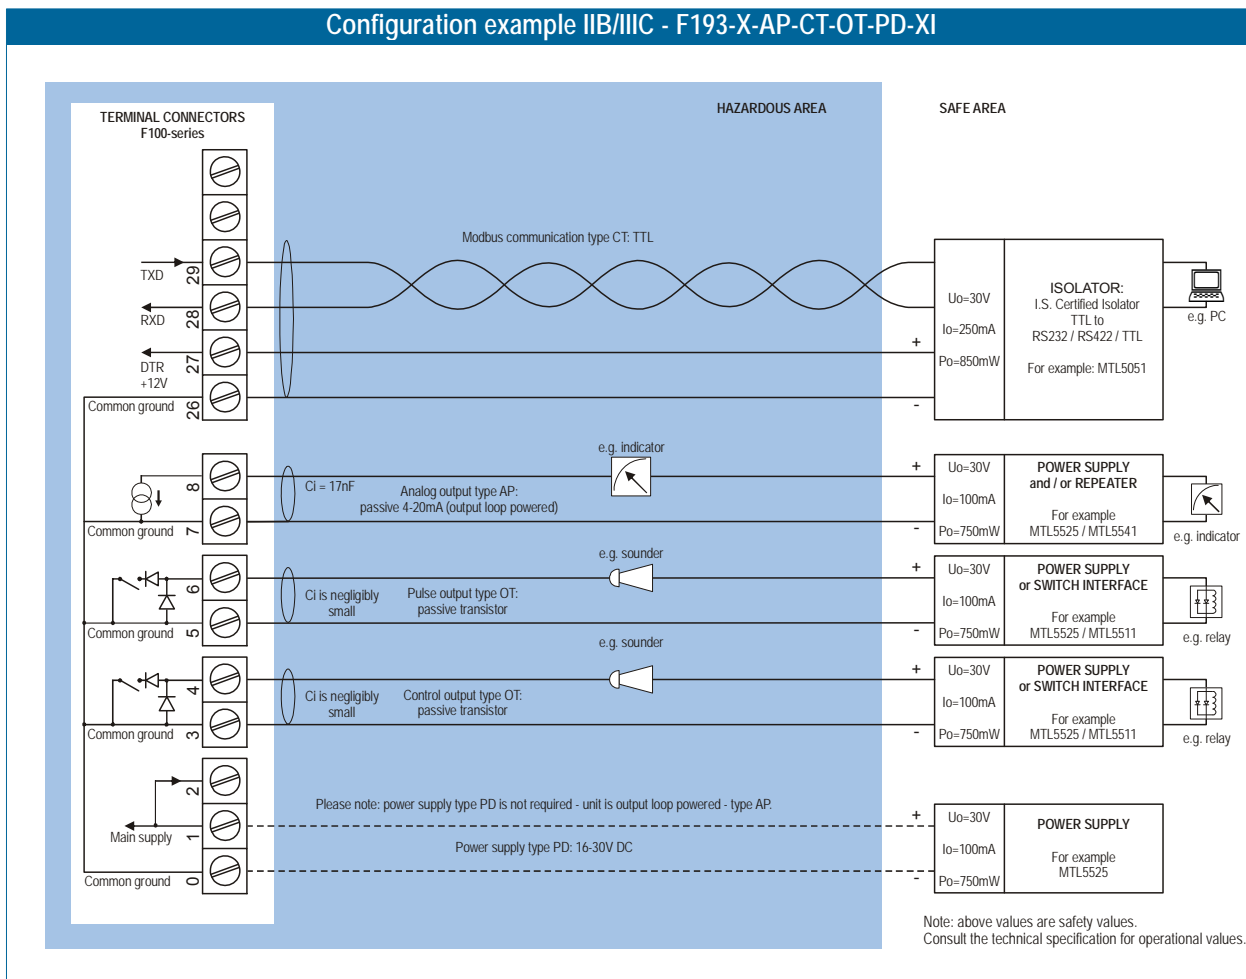 Configuration example IIB/IIIC - F193-X-AP-CT-OT-PD-XI
HAZARDOUS AREA
SAFE AREA
TERMINAL CONNECTORS
F100-series
Modbus communication type CT: TTL
TXD
29
RXD
28
DTR
+12V
27
Common ground
26
+
-
Uo=30V
Io=250mA
Po=850mW
ISOLATOR:
I.S. Certified Isolator
TTL to
RS232 / RS422 / TTL
For example: MTL5051
e.g. PC
e.g. indicator
8
Ci = 17nF
Analog output type AP:
passive 4-20mA (output loop powered)
Common ground
7
+
-
Uo=30V
Io=100mA
Po=750mW
POWER SUPPLY
and / or REPEATER
For example
MTL5525 / MTL5541
e.g. indicator
e.g. sounder
6
Ci is negligibly
small
Pulse output type OT:
passive transistor
Common ground
5
+
-
Uo=30V
Io=100mA
Po=750mW
POWER SUPPLY
or SWITCH INTERFACE
For example
MTL5525 / MTL5511
e.g. relay
e.g. sounder
4
Ci is negligibly
small
Control output type OT:
passive transistor
Common ground
3
+
-
Uo=30V
Io=100mA
Po=750mW
POWER SUPPLY
or SWITCH INTERFACE
For example
MTL5525 / MTL5511
e.g. relay
2
Please note: power supply type PD is not required - unit is output loop powered - type AP.
Main supply
1
Power supply type PD: 16-30V DC
Common ground
0
+
-
Uo=30V
Io=100mA
Po=750mW
POWER SUPPLY
For example
MTL5525
Note: above values are safety values.
Consult the technical specification for operational values.